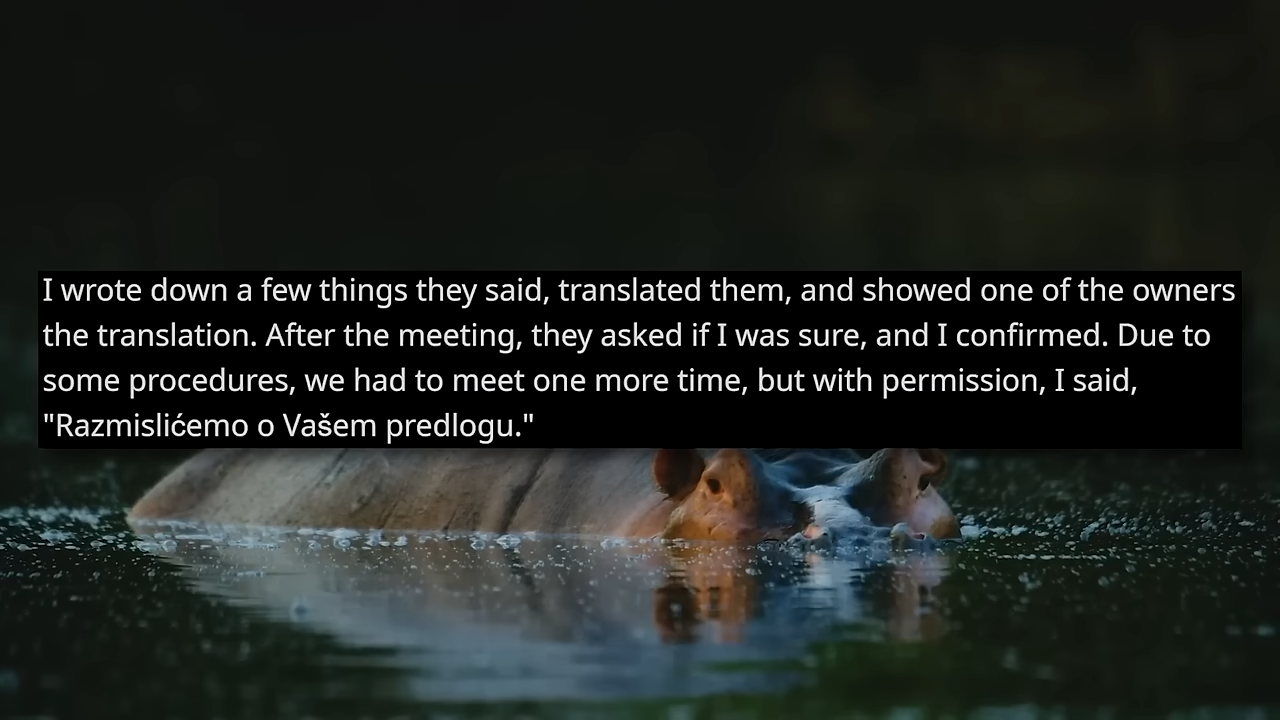 I wrote down a few things they said, translated them, and showed one of the owners
the translation. After the meeting, they asked if I was sure, and I confirmed. Due to
some procedures, we had to meet one more time, but with permission, I said,
"Razmislićemo o Vašem predlogu."